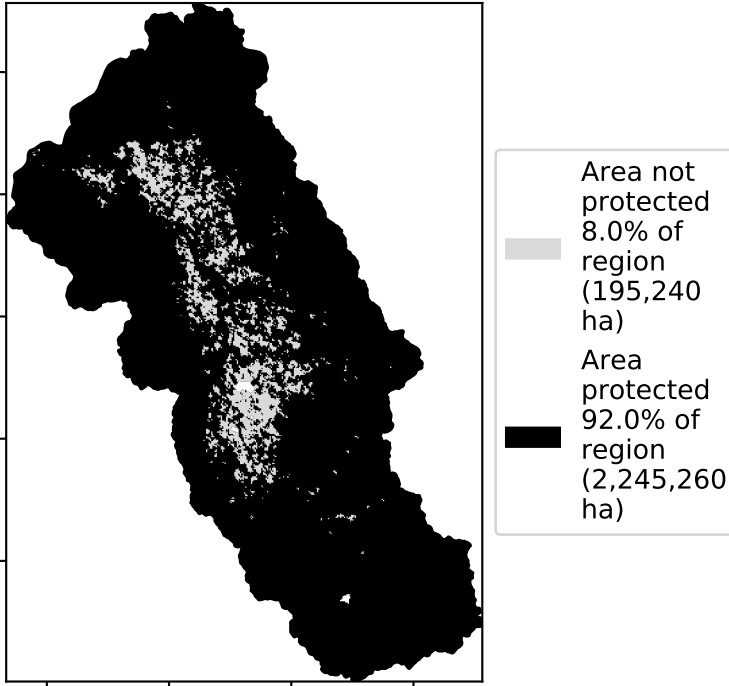 Area not
protected
8.0% of
region
(195,240
ha)
Area
protected
92.0% of
region
(2,245,260
ha)